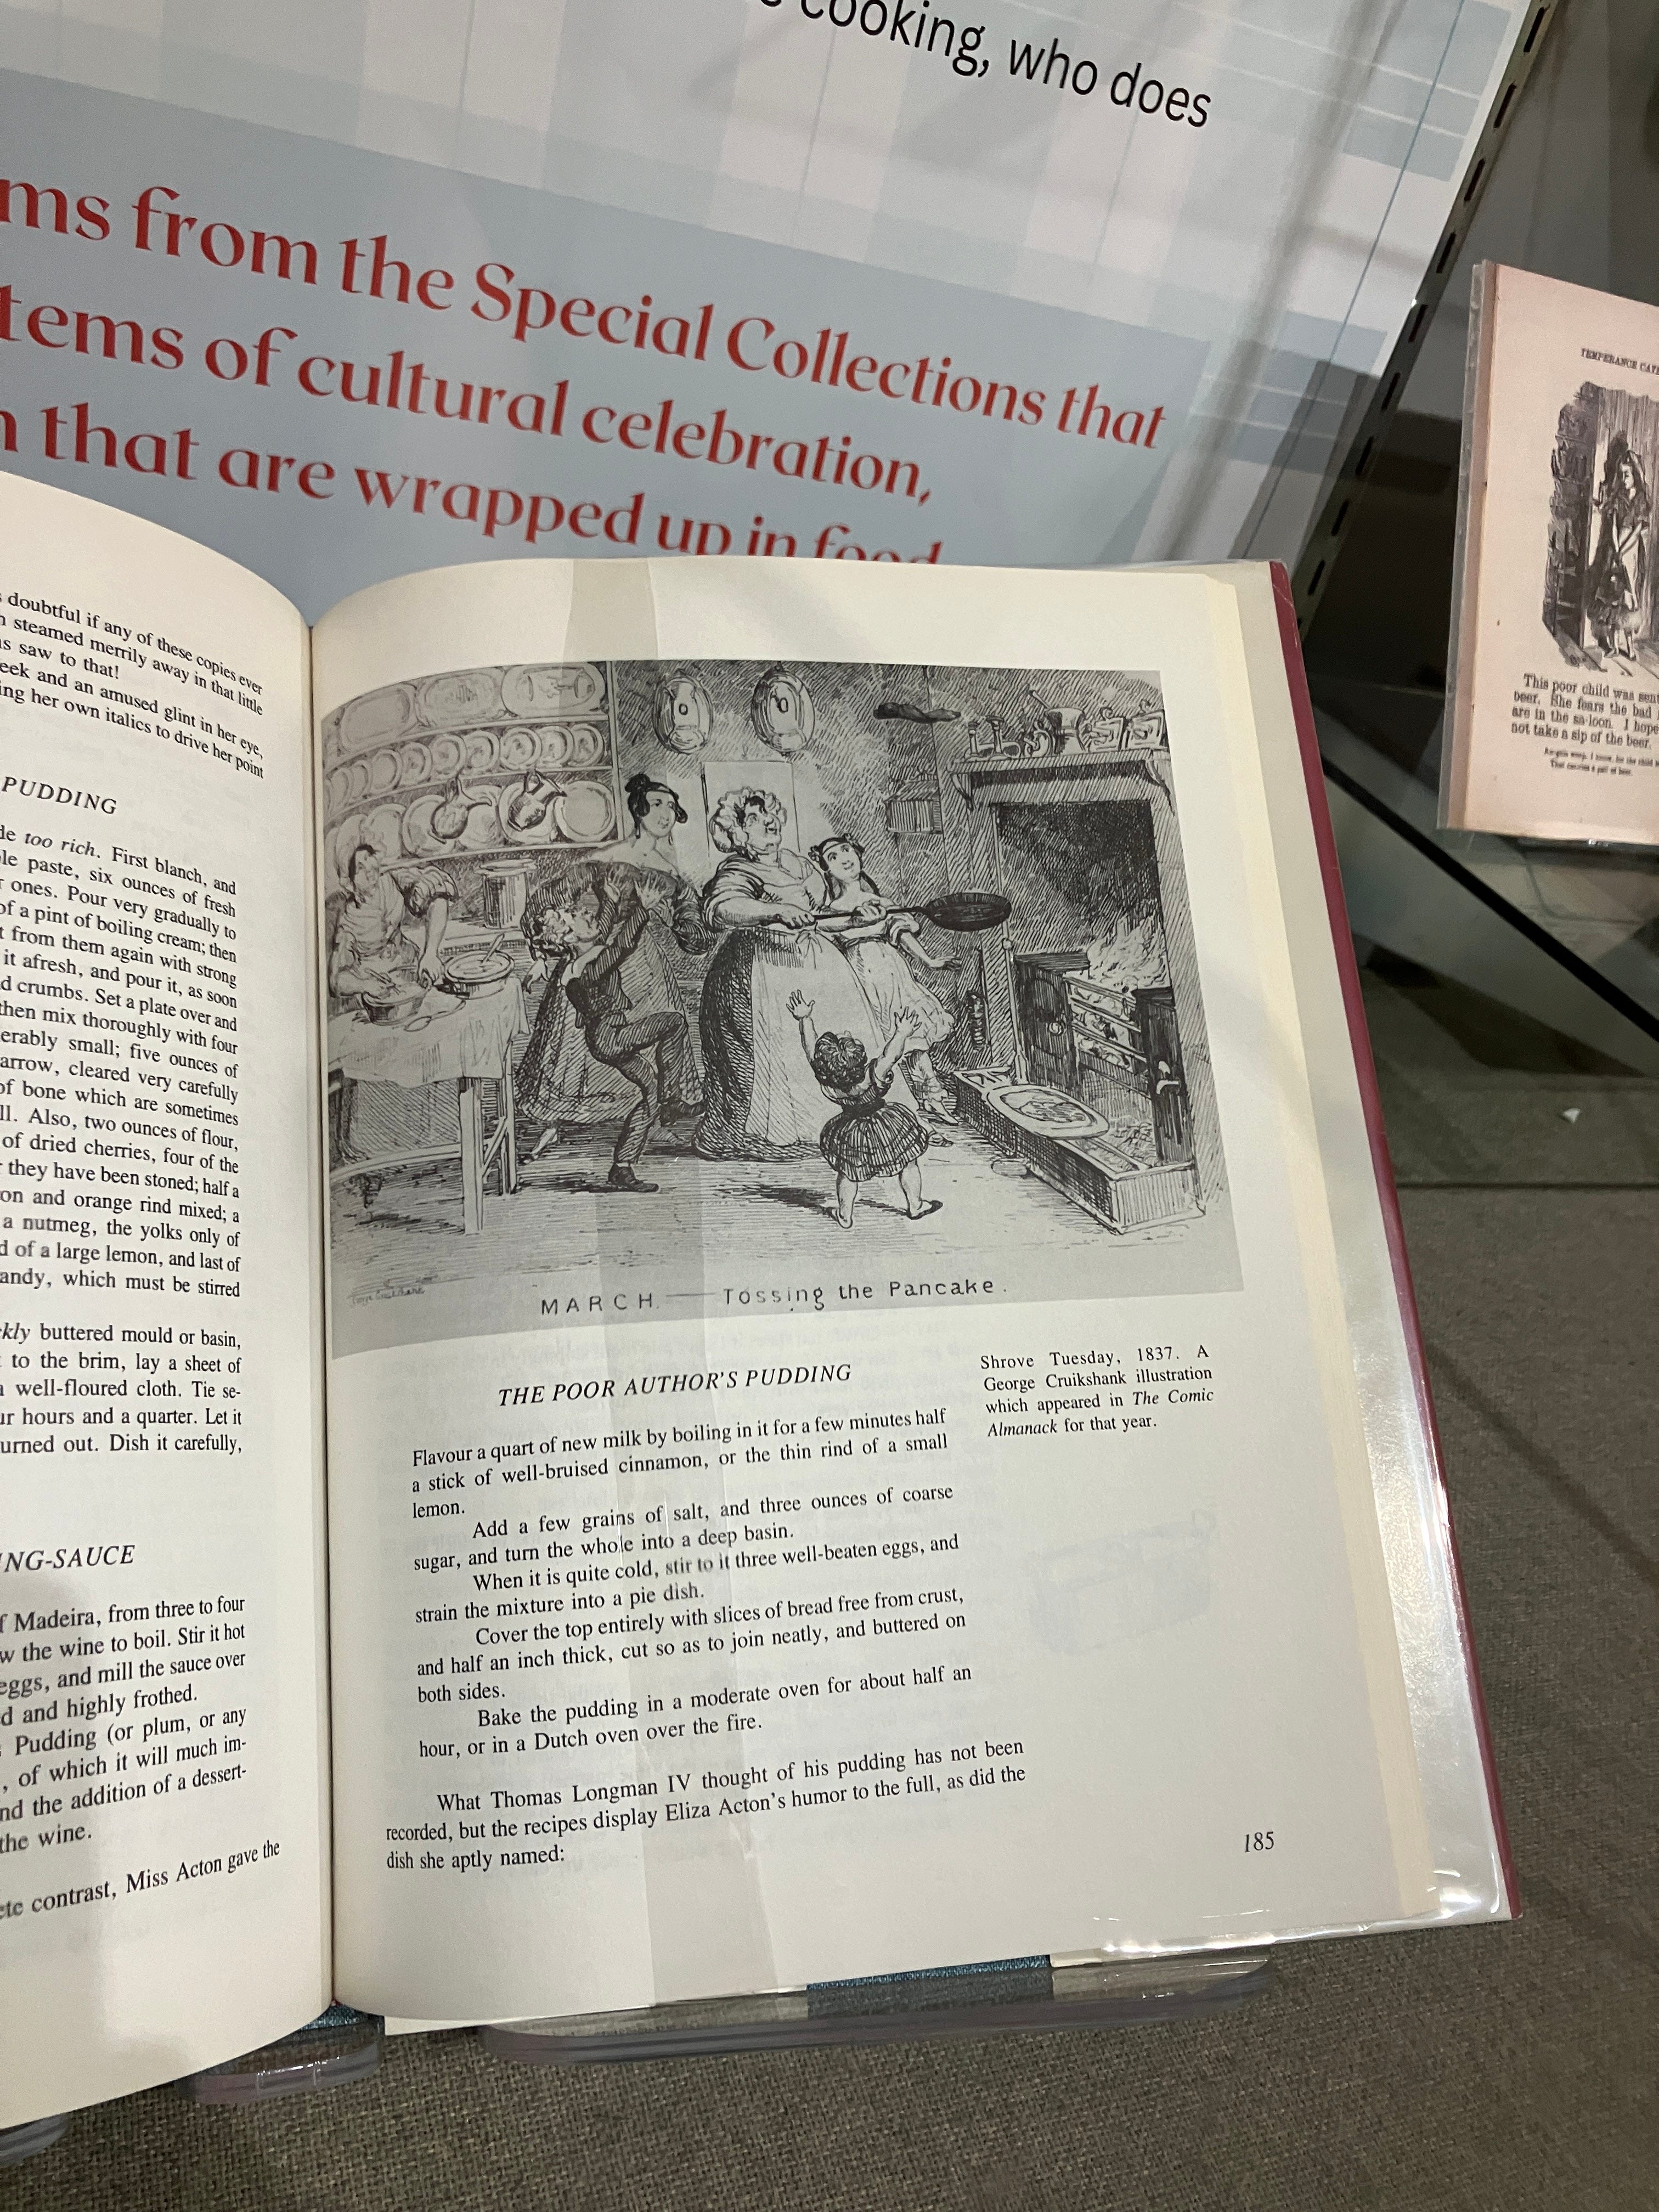 cooking, who does
ms from the Special Collections that
tems of cultural celebration,
that are wrapped up in food
doubtful if any of these copies ever
steamed merrily away in that little
saw to that!
eek and an amused glint in her eye,
ing her own italics to drive her point
PUDDING
de too rich. First blanch, and
le paste, six ounces of fresh
r ones. Pour very gradually to
of a pint of boiling cream; then
t from them again with strong
it afresh, and pour it, as soon
d crumbs. Set a plate over and
then mix thoroughly with four
erably small; five ounces of
arrow, cleared very carefully
of bone which are sometimes
ll. Also, two ounces of flour,
of dried cherries, four of the
they have been stoned; half a
on and orange rind mixed; a
a nutmeg, the yolks only of
d of a large lemon, and last of
andy, which must be stirred
kly buttered mould or basin,
to the brim, lay a sheet of
well-floured cloth. Tie se-
ur hours and a quarter. Let it
urned out. Dish it carefully,
NG-SAUCE
f Madeira, from three to four
w the wine to boil. Stir it hot
eggs, and mill the sauce over
d and highly frothed.
Pudding (or plum, or any
, of which it will much im-
nd the addition of a dessert-
the wine.
ete contrast, Miss Acton gave the
George Cruikshank
MARCH.— Tossing the Pancake.
Shrove Tuesday, 1837. A
George Cruikshank illustration
which appeared in The Comic
Almanack for that year.
THE POOR AUTHOR'S PUDDING
Flavour a quart of new milk by boiling in it for a few minutes half
a stick of well-bruised cinnamon, or the thin rind of a small
lemon.
Add a few grains of salt, and three ounces of coarse
sugar, and turn the whole into a deep basin.
When it is quite cold, stir to it three well-beaten eggs, and
strain the mixture into a pie dish.
Cover the top entirely with slices of bread free from crust,
and half an inch thick, cut so as to join neatly, and buttered on
both sides.
Bake the pudding in a moderate oven for about half an
hour, or in a Dutch oven over the fire.
What Thomas Longman IV thought of his pudding has not been
recorded, but the recipes display Eliza Acton's humor to the full, as did the
dish she aptly named:
185
TEMPERANCE
This poor child was sent
beer. She fears the bad
are in the sa-loon. I hope
not take a sip of the beer.